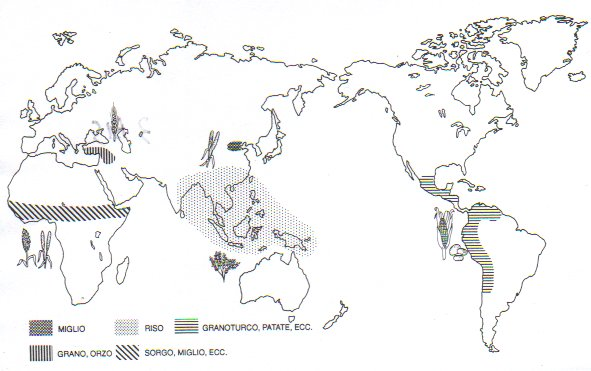 MIGLIO RISO GRANOTURCO, PATATE, ECC.
GRANO, ORZO SORGO, MIGLIO, ECC.